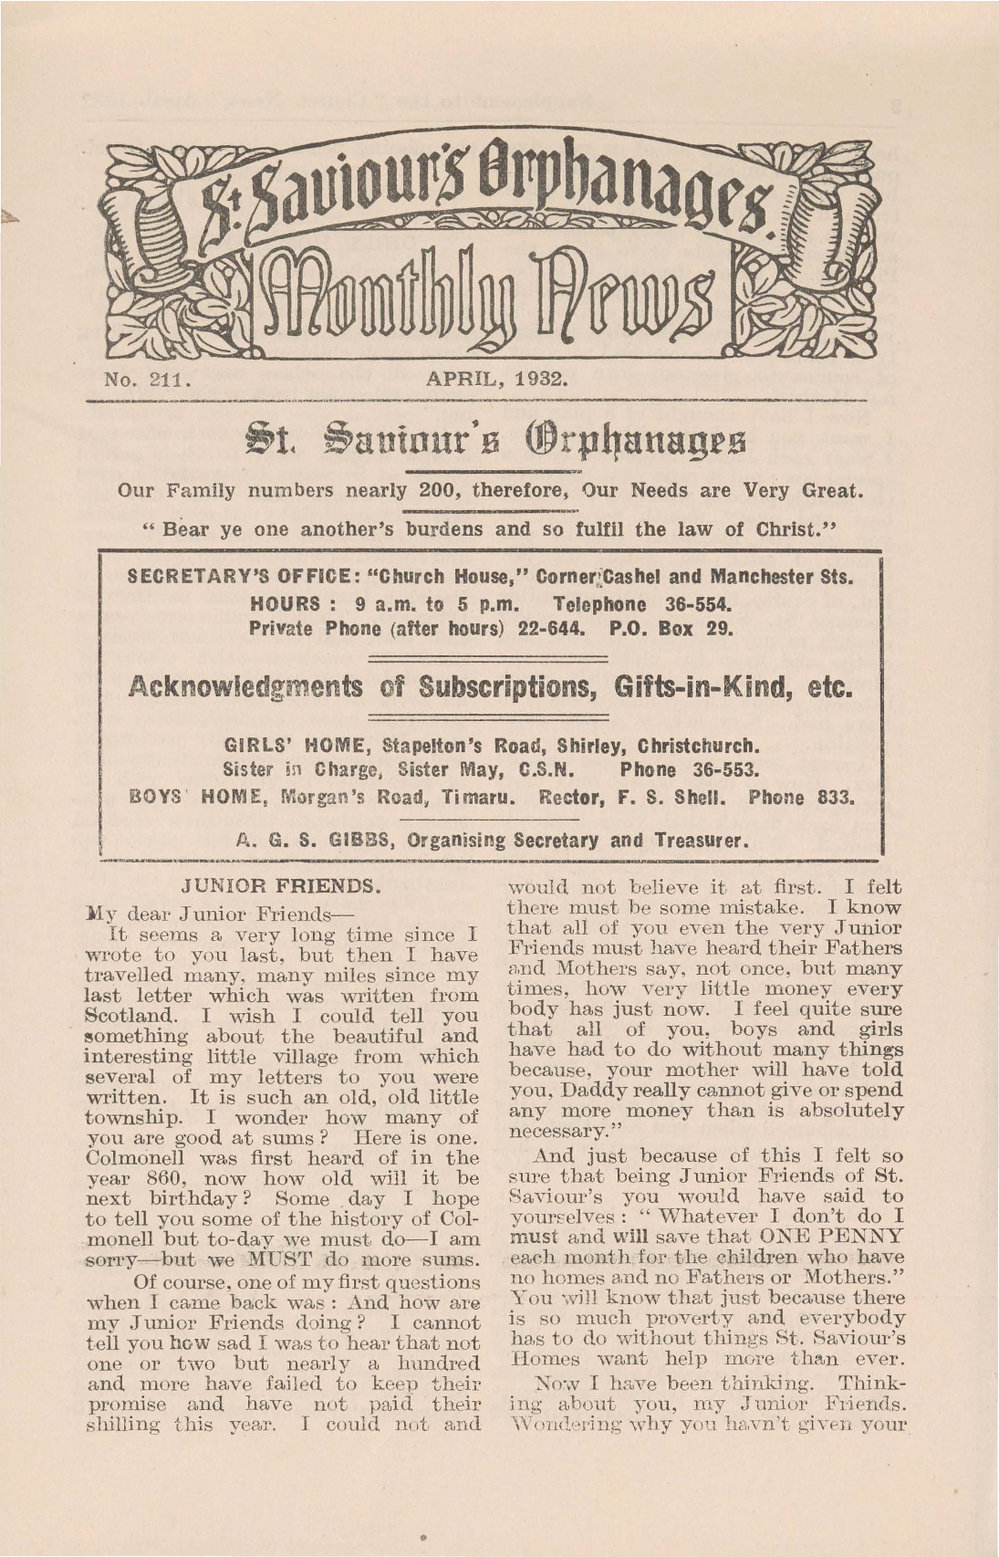 St. Saviour's Orphanages.
Monthly News
No. 211.
APRIL, 1932.
St. Saviour's Orphanages
Our Family numbers nearly 200, therefore, Our Needs are Very Great.
“ Bear ye one another's burdens and so fulfil the law of Christ.”
SECRETARY'S OFFICE: “Church House,” Corner Cashel and Manchester Sts.
HOURS : 9 a.m. to 5 p.m. Telephone 36-554.
Private Phone (after hours) 22-644. P.O. Box 29.
Acknowledgments of Subscriptions, Gifts-in-Kind, etc.
GIRLS' HOME, Stapelton's Road, Shirley, Christchurch.
Sister in Charge, Sister May, C.S.N. Phone 36-553.
BOYS' HOME, Morgan's Road, Timaru. Rector, F. S. Shell. Phone 833.
A. G. S. GIBBS, Organising Secretary and Treasurer.
JUNIOR FRIENDS.
My dear Junior Friends—
It seems a very long time since I
wrote to you last, but then I have
travelled many, many miles since my
last letter which was written from
Scotland. I wish I could tell you
something about the beautiful and
interesting little village from which
several of my letters to you were
written. It is such an old, old little
township. I wonder how many of
you are good at sums ? Here is one.
Colmonell was first heard of in the
year 860, now how old will it be
next birthday ? Some day I hope
to tell you some of the history of Col-
monell but to-day we must do—I am
sorry—but we MUST do more sums.
Of course, one of my first questions
when I came back was : And how are
my Junior Friends doing ? I cannot
tell you how sad I was to hear that not
one or two but nearly a hundred
and more have failed to keep their
promise and have not paid their
shilling this year. I could not and
would not believe it at first. I felt
there must be some mistake. I know
that all of you even the very Junior
Friends must have heard their Fathers
and Mothers say, not once, but many
times, how very little money every
body has just now. I feel quite sure
that all of you, boys and girls
have had to do without many things
because, your mother will have told
you, Daddy really cannot give or spend
any more money than is absolutely
necessary.”
And just because of this I felt so
sure that being Junior Friends of St.
Saviour's you would have said to
yourselves : “ Whatever I don't do I
must and will save that ONE PENNY
each month for the children who have
no homes and no Fathers or Mothers.”
You will know that just because there
is so much proverty and everybody
has to do without things St. Saviour's
Homes want help more than ever.
Now I have been thinking. Think-
ing about you, my Junior Friends.
Wondering why you havn't given your